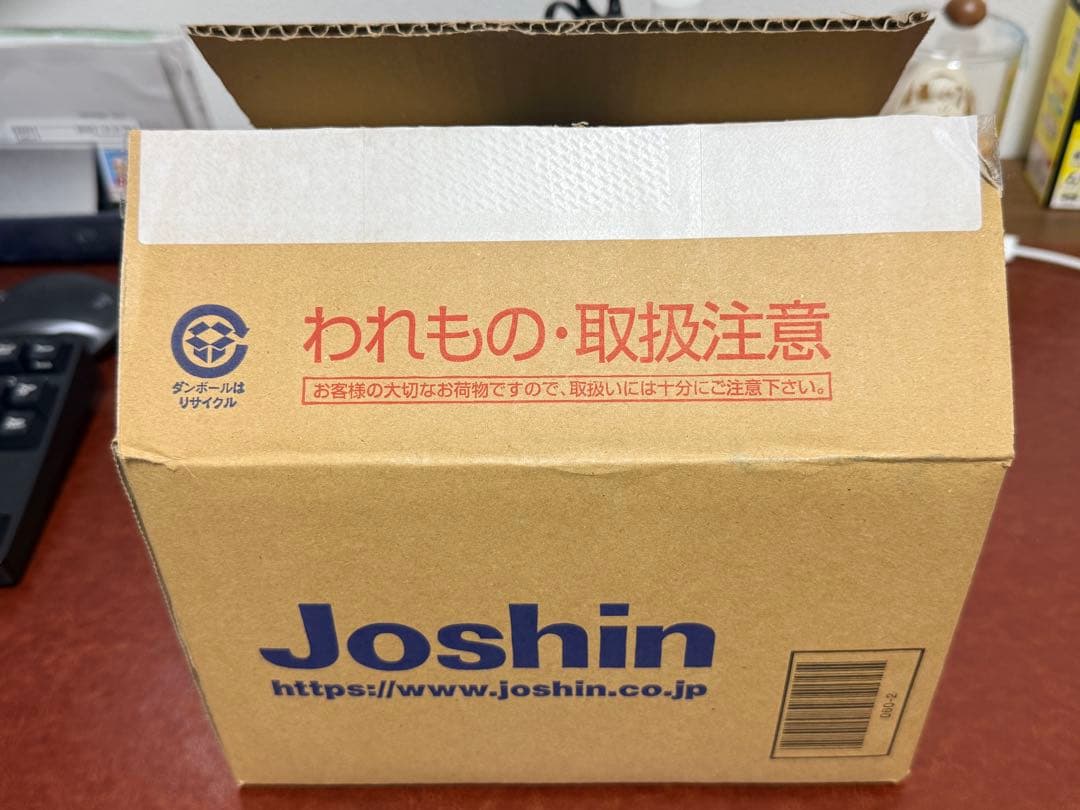 われもの・取扱注意
お客様の大切なお荷物ですので、取扱いには十分にご注意下さい。
ダンボールは
リサイクル
Joshin
https://www.joshin.co.jp
060-2